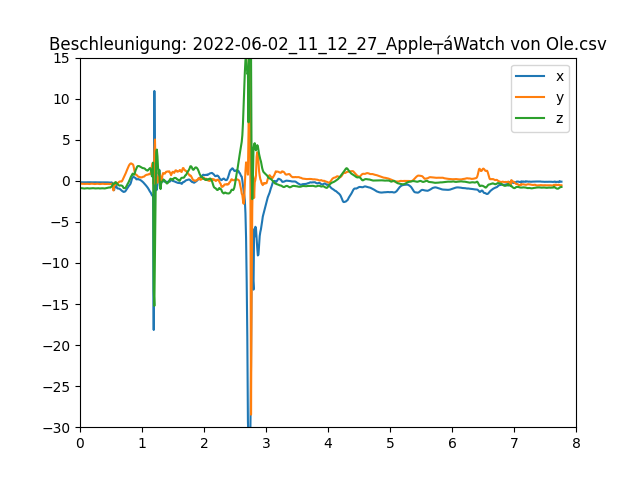 Beschleunigung: 2022-06-02_11_12_27_Apple┬áWatch von Ole.csv
15
10
5
0
−5
−10
−15
−20
−25
−30
0 1 2 3 4 5 6 7 8
x
y
z